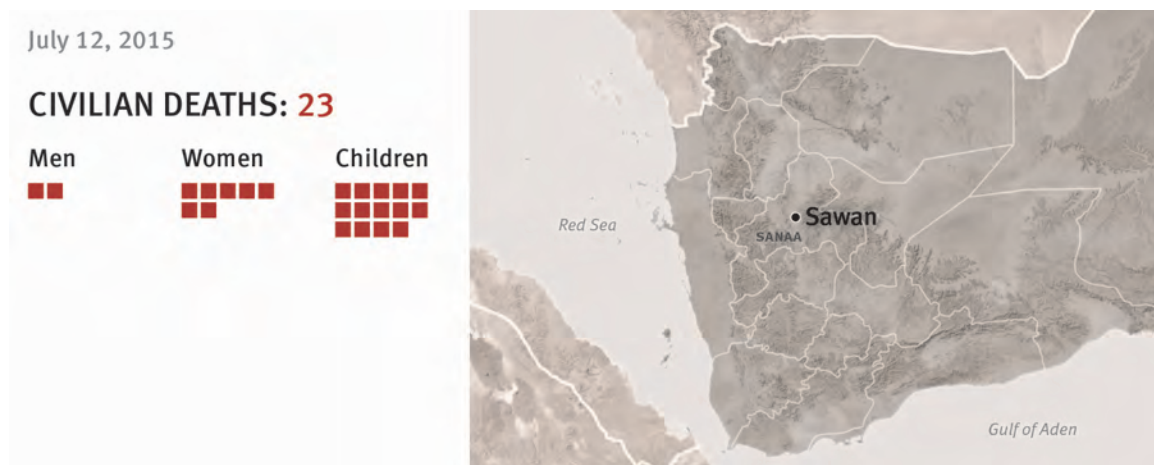 July 12, 2015
CIVILIAN DEATHS: 23
Men
Women
Children
Red Sea
Sawan
SANAA
Gulf of Aden